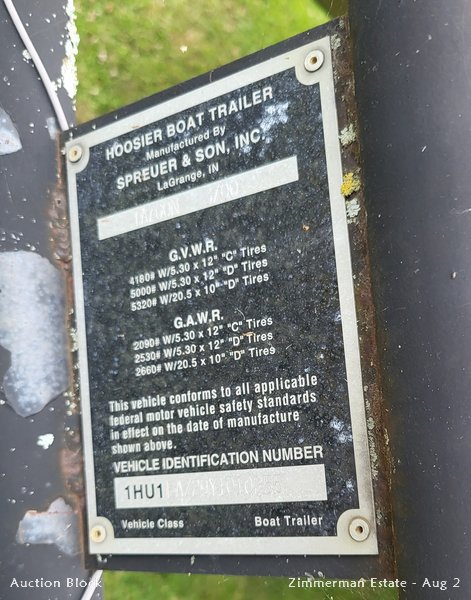 HOOSIER BOAT TRAILER
Manufactured By
SPREUER & SON, INC.
LaGrange, IN
G.V.W.R.
4180# W/5.30 x 12" "C" Tires
5000# W/5.30 x 12" "D" Tires
5320# W/20.5 x 10" "D" Tires
G.A.W.R.
2090# W/5.30 x 12" "C" Tires
2530# W/5.30 x 12" "D" Tires
2660# W/20.5 x 10" "D" Tires
This vehicle conforms to all applicable
federal motor vehicle safety standards
in effect on the date of manufacture
shown above.
VEHICLE IDENTIFICATION NUMBER
1HU1
Vehicle Class Boat Trailer
Auction Block Zimmerman Estate - Aug 2